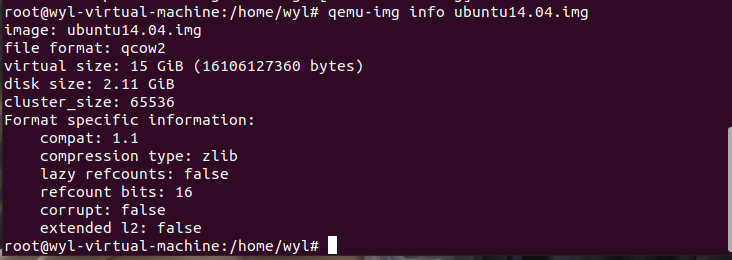 root@wyl-virtual-machine:/home/wyl# qemu-img info ubuntu14.04.img
image: ubuntu14.04.img
file format: qcow2
virtual size: 15 GiB (16106127360 bytes)
disk size: 2.11 GiB
cluster_size: 65536
Format specific information:
    compat: 1.1
    compression type: zlib
    lazy refcounts: false
    refcount bits: 16
    corrupt: false
    extended l2: false
root@wyl-virtual-machine:/home/wyl#